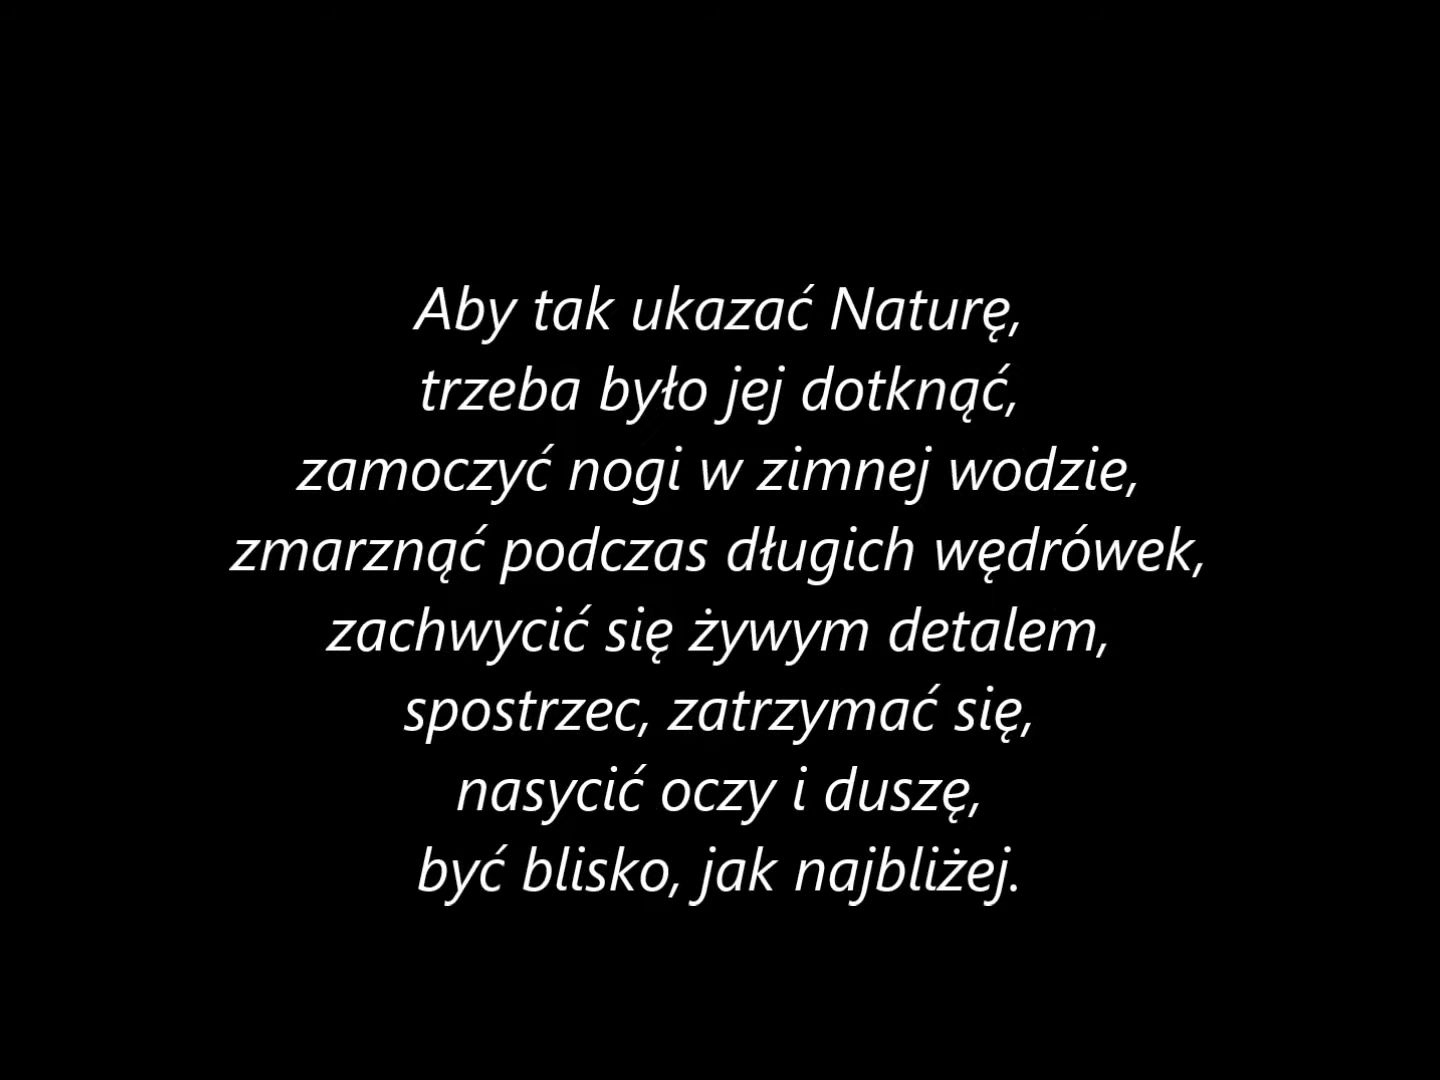 Aby tak ukazać Naturę,
trzeba było jej dotknąć,
zamoczyć nogi w zimnej wodzie,
zmarznąć podczas długich wędrówek,
zachwycić się żywym detalem,
spostrzec, zatrzymać się,
nasycić oczy i duszę,
być blisko, jak najbliżej.